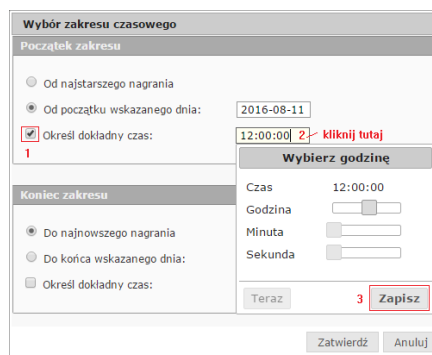 Wybór zakresu czasowego
Początek zakresu
Od najstarszego nagrania
Od początku wskazanego dnia: 2016-08-11
Określ dokładny czas: 12:00:00 2 kliknij tutaj
1
Wybierz godzinę
Czas 12:00:00
Godzina
Minuta
Sekunda
Teraz 3 Zapisz
Koniec zakresu
Do najnowszego nagrania
Do końca wskazanego dnia:
Określ dokładny czas:
Zatwierdź Anuluj